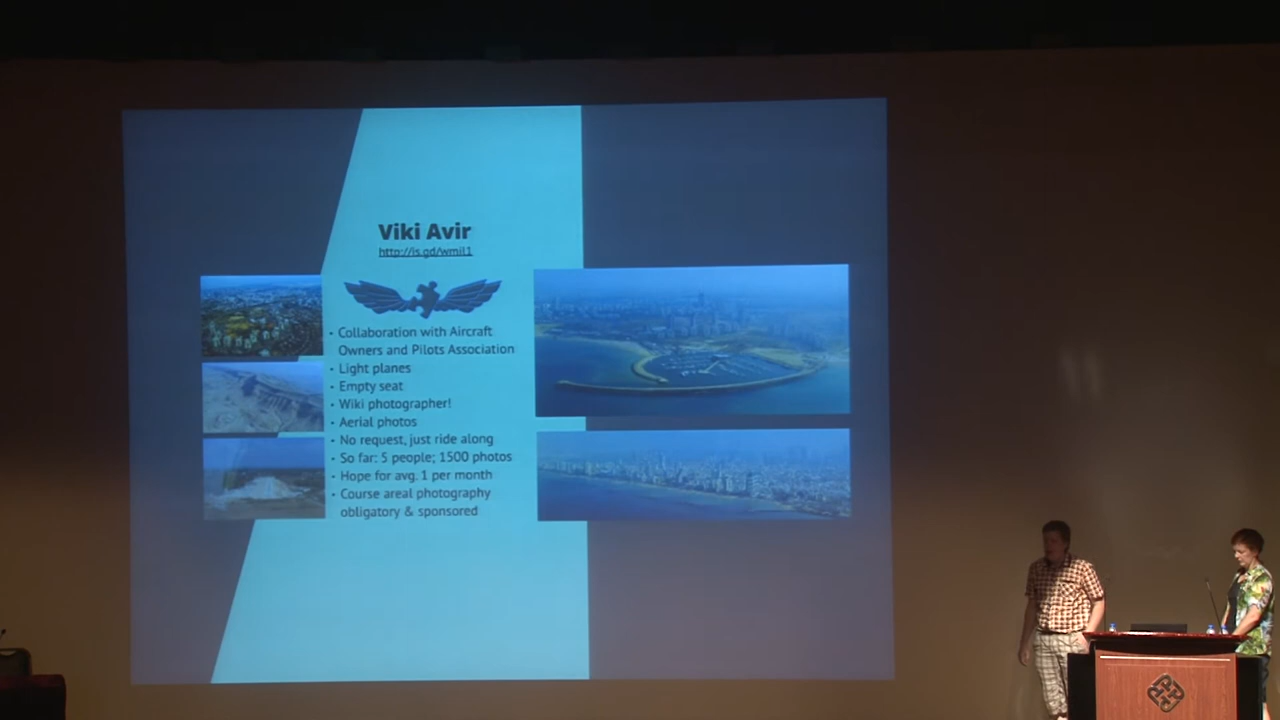 Viki Avir
http://is.gd/wmil1
• Collaboration with Aircraft
Owners and Pilots Association
• Light planes
• Empty seat
• Wiki photographer!
• Aerial photos
• No request, just ride along
• So far: 5 people; 1500 photos
• Hope for avg. 1 per month
• Course areal photography
obligatory & sponsored